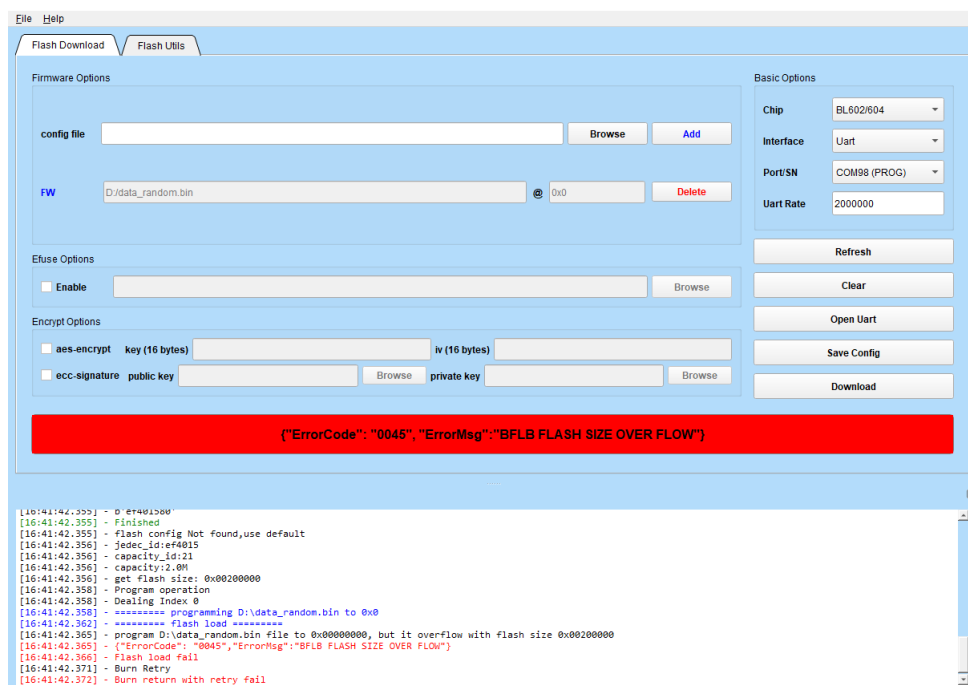 File Help
Flash Download Flash Utils
Firmware Options
config file Browse Add
FW D:/data_random.bin @ 0x0 Delete
Efuse Options
Enable Browse
Encrypt Options
aes-encrypt key (16 bytes) iv (16 bytes)
ecc-signature public key Browse private key Browse
Basic Options
Chip BL602/604
Interface Uart
Port/SN COM98 (PROG)
Uart Rate 2000000
Refresh
Clear
Open Uart
Save Config
Download
{"ErrorCode": "0045", "ErrorMsg":"BFLB FLASH SIZE OVER FLOW"}
[16:41:42.355] - b'ef401580'
[16:41:42.355] - Finished
[16:41:42.355] - flash config Not found,use default
[16:41:42.356] - jedec_id:ef4015
[16:41:42.356] - capacity_id:21
[16:41:42.356] - capacity:2.0M
[16:41:42.356] - get flash size: 0x00200000
[16:41:42.358] - Program operation
[16:41:42.358] - Dealing Index 0
[16:41:42.358] - ========= programming D:\data_random.bin to 0x0
[16:41:42.362] - ========= flash load =========
[16:41:42.365] - program D:\data_random.bin file to 0x00000000, but it overflow with flash size 0x00200000
[16:41:42.365] - {"ErrorCode": "0045","ErrorMsg":"BFLB FLASH SIZE OVER FLOW"}
[16:41:42.366] - Flash load fail
[16:41:42.371] - Burn Retry
[16:41:42.372] - Burn return with retry fail